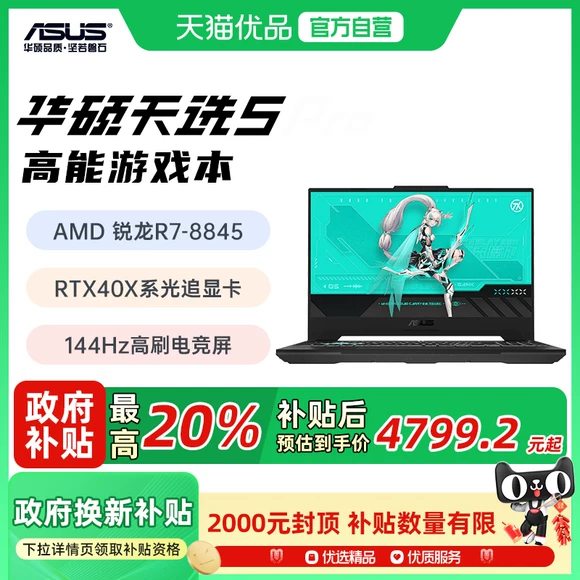 ASUS
华硕品质·坚若磐石
天猫优品 官方自营
华硕天选5 Pro
高能游戏本
AMD 锐龙R7-8845
RTX40X系光追显卡
144Hz高刷电竞屏
政府补贴
最高20%
补贴后
预估到手价
4799.2元起
政府换新补贴
下拉详情页领取补贴资格
2000元封顶 补贴数量有限
优选精品
优质服务